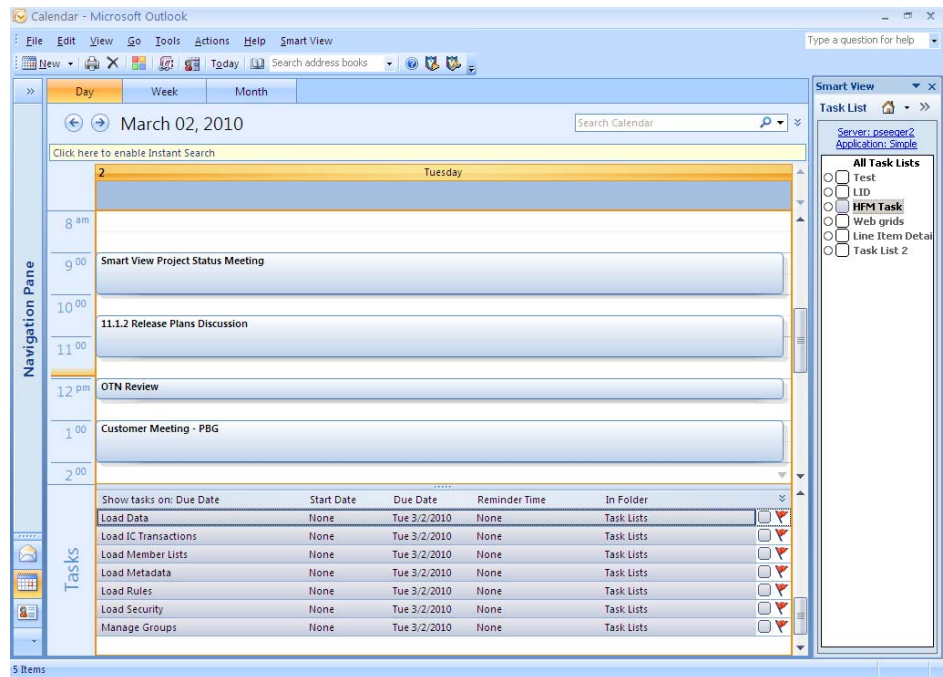 Calendar - Microsoft Outlook
File Edit View Go Tools Actions Help Smart View
Type a question for help
New Today Search address books
Day Week Month
March 02, 2010
Search Calendar
Click here to enable Instant Search
2 Tuesday
8 am
9 00 Smart View Project Status Meeting
10 00
11.1.2 Release Plans Discussion
11 00
12 pm OTN Review
1 00 Customer Meeting - PBG
2 00
Navigation Pane
Tasks
Show tasks on: Due Date Start Date Due Date Reminder Time In Folder
Load Data None Tue 3/2/2010 None Task Lists
Load IC Transactions None Tue 3/2/2010 None Task Lists
Load Member Lists None Tue 3/2/2010 None Task Lists
Load Metadata None Tue 3/2/2010 None Task Lists
Load Rules None Tue 3/2/2010 None Task Lists
Load Security None Tue 3/2/2010 None Task Lists
Manage Groups None Tue 3/2/2010 None Task Lists
5 Items
Smart View
Task List
Server: pseeger2
Application: Simple
All Task Lists
Test
LID
HFM Task
Web grids
Line Item Detai
Task List 2